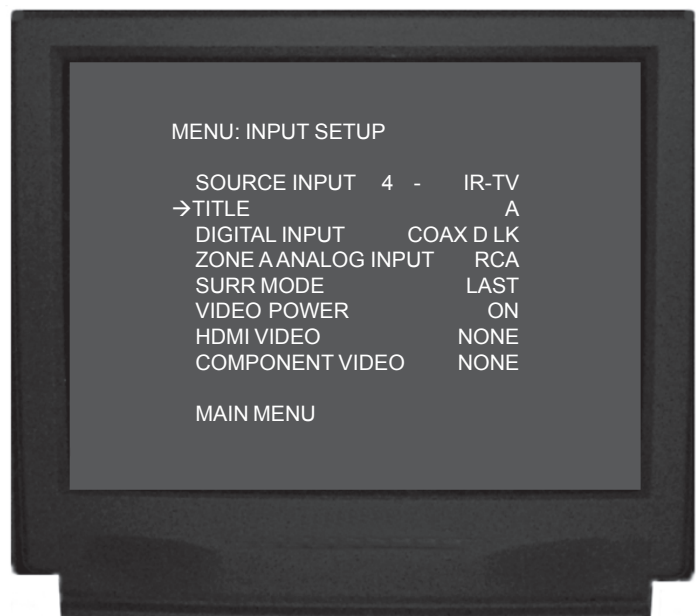 MENU: INPUT SETUP
SOURCE INPUT 4 - IR-TV
→TITLE A
DIGITAL INPUT COAX D LK
ZONE A ANALOG INPUT RCA
SURR MODE LAST
VIDEO POWER ON
HDMI VIDEO NONE
COMPONENT VIDEO NONE
MAIN MENU